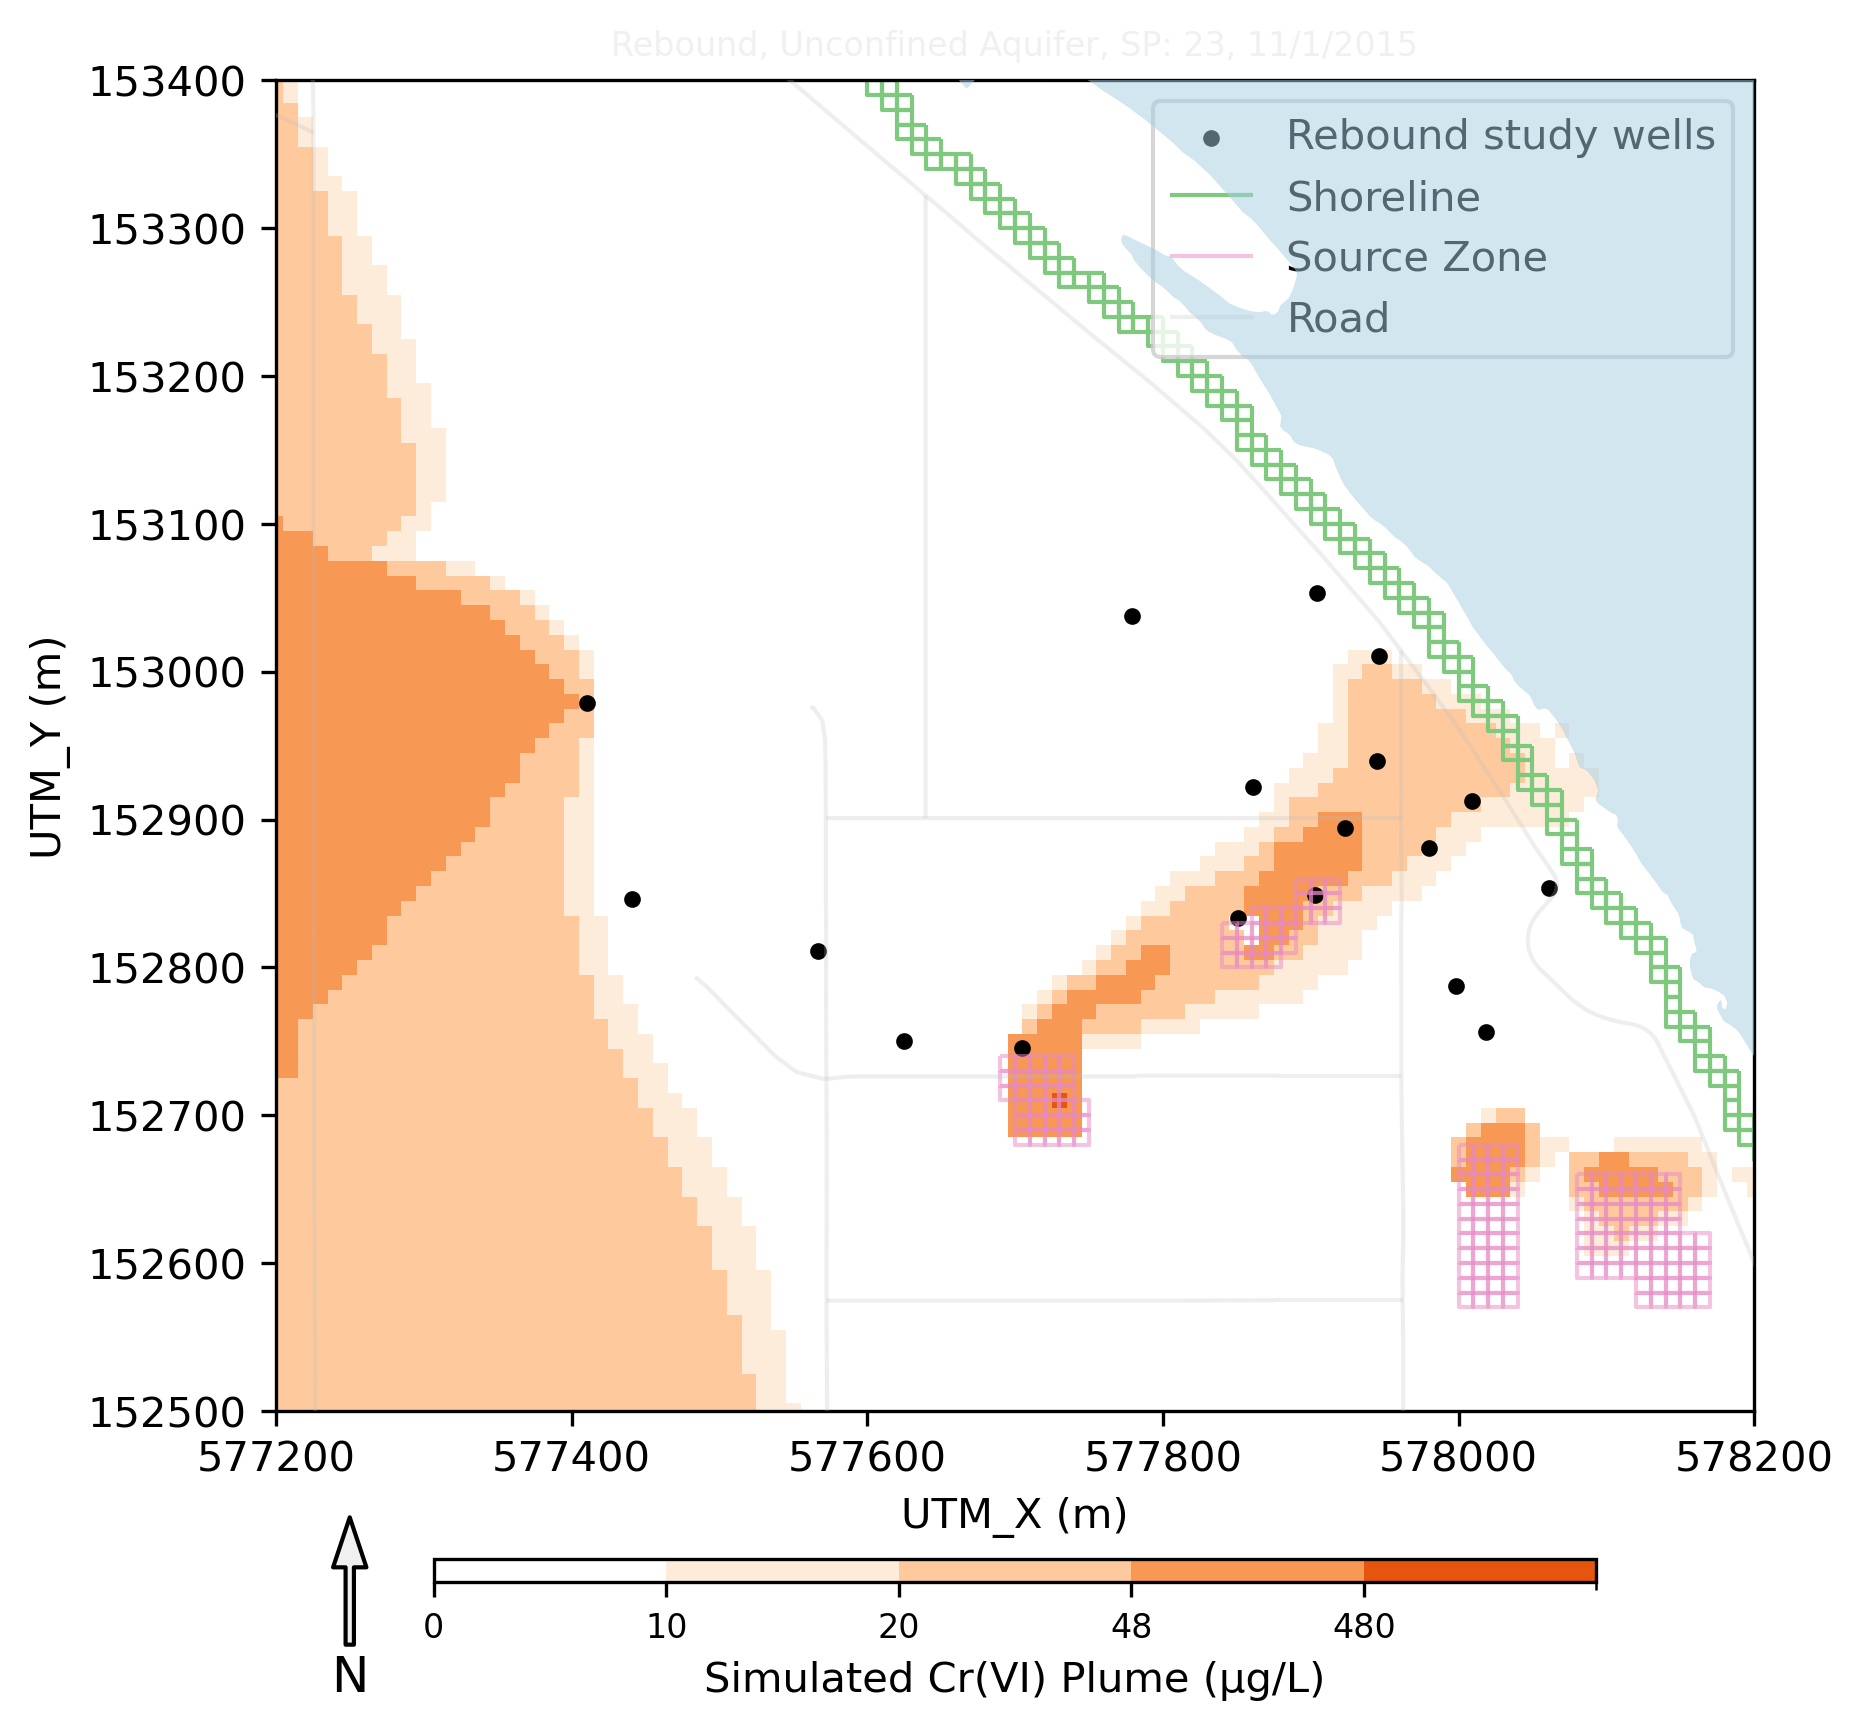 Rebound, Unconfined Aquifer, SP: 23, 11/1/2015
153400
153300
153200
153100
153000
152900
152800
152700
152600
152500
UTM_Y (m)
Rebound study wells
Shoreline
Source Zone
Road
577200 577400 577600 577800 578000 578200
UTM_X (m)
N
0 10 20 48 480
Simulated Cr(VI) Plume (μg/L)